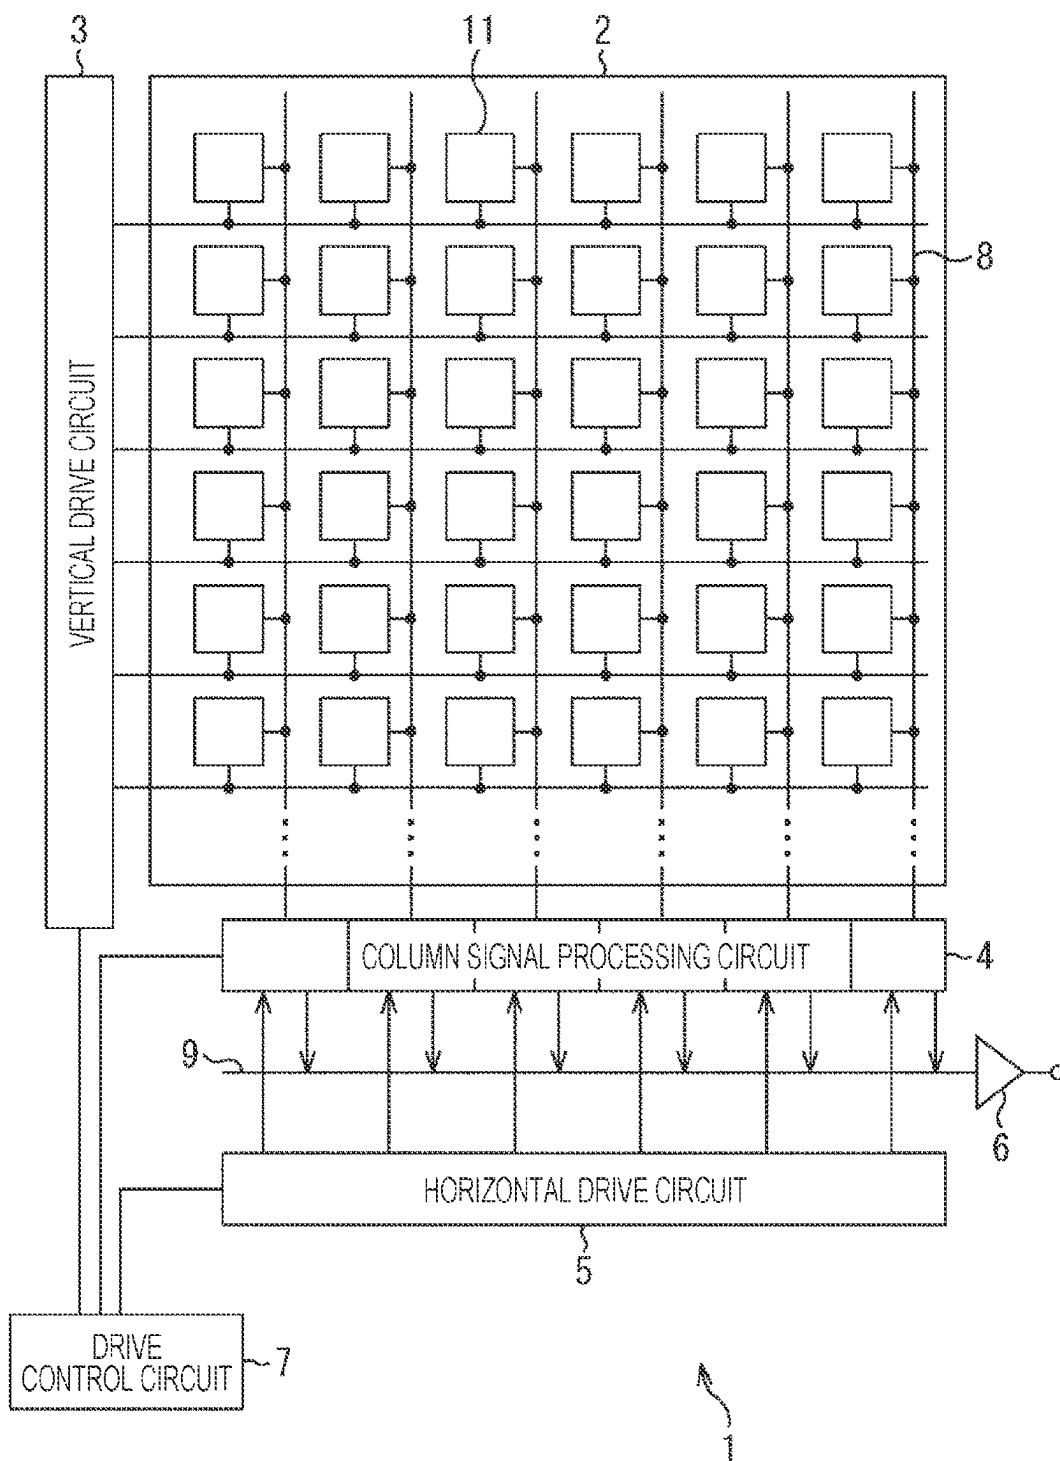 3
11
2
8
VERTICAL DRIVE CIRCUIT
COLUMN SIGNAL PROCESSING CIRCUIT
4
9
6
HORIZONTAL DRIVE CIRCUIT
5
DRIVE
CONTROL CIRCUIT
7
1